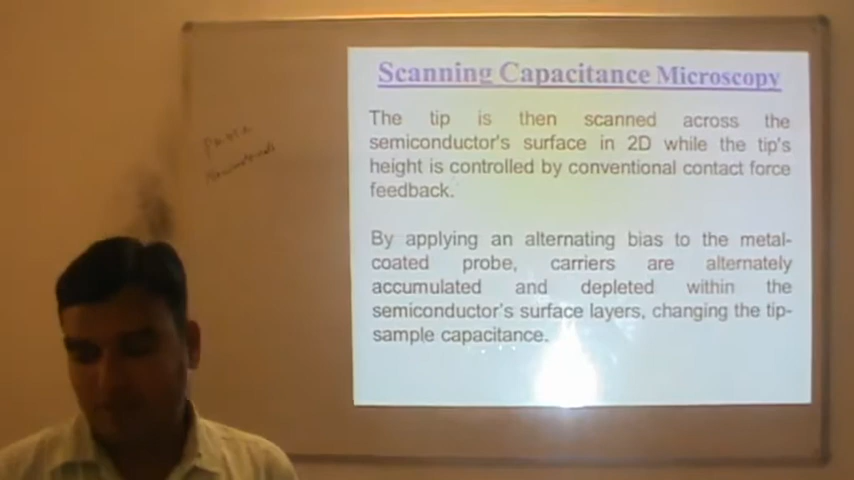 Scanning Capacitance Microscopy
The tip is then scanned across the
semiconductor's surface in 2D while the tip's
height is controlled by conventional contact force
feedback.
By applying an alternating bias to the metal-
coated probe, carriers are alternately
accumulated and depleted within the
semiconductor's surface layers, changing the tip-
sample capacitance.